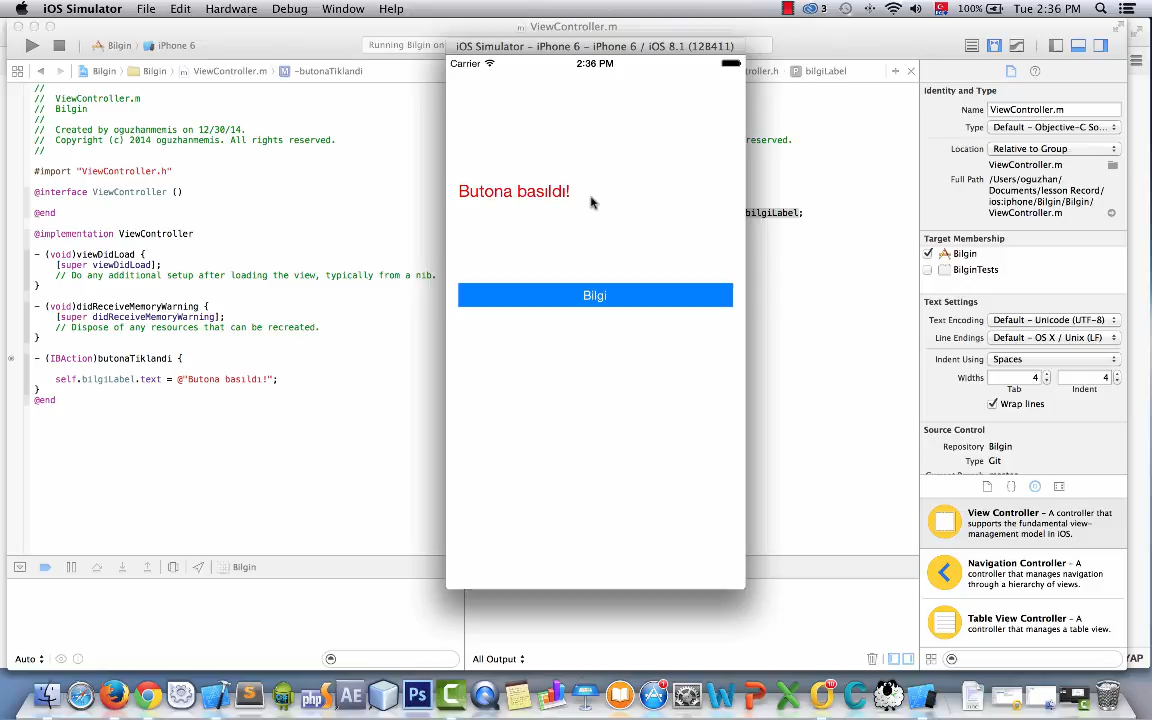 iOS Simulator File Edit Hardware Debug Window Help 3 100% Tue 2:36 PM
ViewController.m
Bilgin iPhone 6 Running Bilgin on
iOS Simulator - iPhone 6 - iPhone 6 / iOS 8.1 (12B411)
Bilgin Bilgin ViewController.m -butonaTiklandi
ler.h bilgiLabel
Carrier 2:36 PM
//
// ViewController.m
// Bilgin
//
// Created by oguzhanmemis on 12/30/14.
// Copyright (c) 2014 oguzhanmemis. All rights reserved.
//
#import "ViewController.h"
@interface ViewController ()
@end
@implementation ViewController
- (void)viewDidLoad {
[super viewDidLoad];
// Do any additional setup after loading the view, typically from a nib.
}
- (void)didReceiveMemoryWarning {
[super didReceiveMemoryWarning];
// Dispose of any resources that can be recreated.
}
- (IBAction)butonaTiklandi {
self.bilgiLabel.text = @"Butona basıldı!";
}
@end
Butona basıldı!
Bilgi
served.
bilgiLabel;
Identity and Type
Name ViewController.m
Type Default - Objective-C So...
Location Relative to Group
ViewController.m
Full Path /Users/oguzhan/
Documents/lesson Record/
ios:iphone/Bilgin/Bilgin/
ViewController.m
Target Membership
Bilgin
BilginTests
Text Settings
Text Encoding Default - Unicode (UTF-8)
Line Endings Default - OS X / Unix (LF)
Indent Using Spaces
Widths 4 4
Tab Indent
Wrap lines
Source Control
Repository Bilgin
Type Git
View Controller - A controller that
supports the fundamental view-
management model in iOS.
Navigation Controller - A
controller that manages navigation
through a hierarchy of views.
Table View Controller - A
controller that manages a table view.
Bilgin
Auto
All Output
YAP
php
AE
Ps